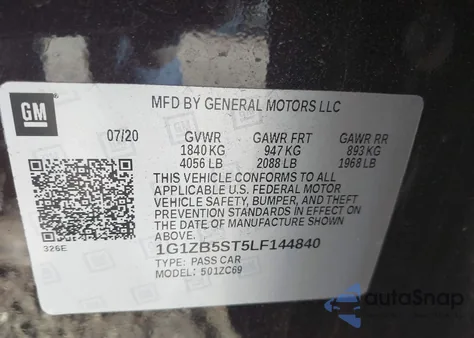 GM
MFD BY GENERAL MOTORS LLC
07/20 GVWR GAWR FRT GAWR RR
1840 KG 947 KG 893 KG
4056 LB 2088 LB 1968 LB
THIS VEHICLE CONFORMS TO ALL
APPLICABLE U.S. FEDERAL MOTOR
VEHICLE SAFETY, BUMPER, AND THEFT
PREVENTION STANDARDS IN EFFECT ON
THE DATE OF MANUFACTURE SHOWN
ABOVE.
326E
1G1ZB5ST5LF144840
TYPE: PASS CAR
MODEL: 501ZC69
autoSnap